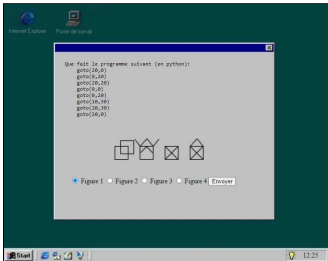 Internet Explorer
Poste de travail
Que fait le programme suivant (en python):
goto(20,0)
goto(0,20)
goto(20,20)
goto(0,0)
goto(0,20)
goto(10,30)
goto(20,30)
goto(20,0)
Figure 1 Figure 2 Figure 3 Figure 4 Envoyer
Start
12:25